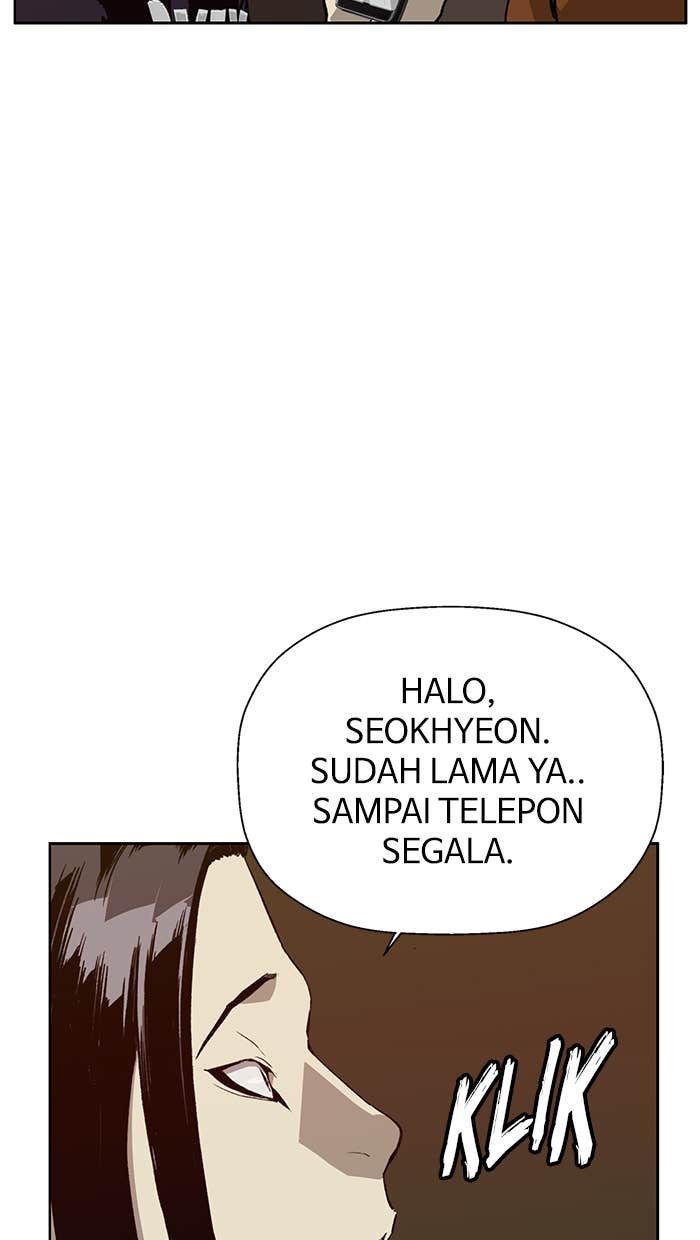 HALO,
SEOKHYEON.
SUDAH LAMA YA..
SAMPAI TELEPON
SEGALA.
KLIK